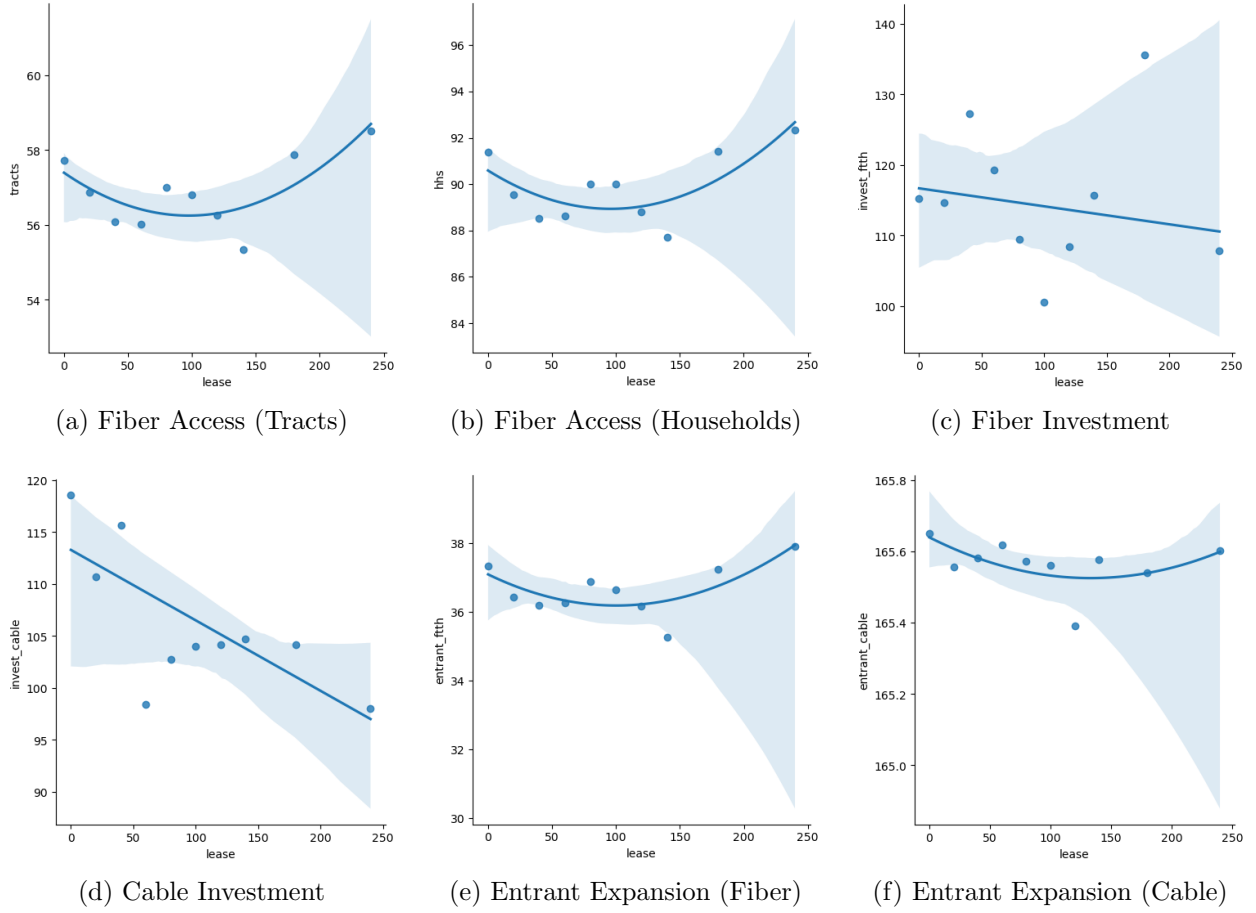 60
58
56
54
tracts
0 50 100 150 200 250
lease
(a) Fiber Access (Tracts)
96
94
92
90
88
86
84
hhs
0 50 100 150 200 250
lease
(b) Fiber Access (Households)
140
130
120
110
100
invest_ftth
0 50 100 150 200 250
lease
(c) Fiber Investment
120
115
110
105
100
95
90
invest_cable
0 50 100 150 200 250
lease
(d) Cable Investment
38
36
34
32
30
entrant_ftth
0 50 100 150 200 250
lease
(e) Entrant Expansion (Fiber)
165.8
165.6
165.4
165.2
165.0
entrant_cable
0 50 100 150 200 250
lease
(f) Entrant Expansion (Cable)